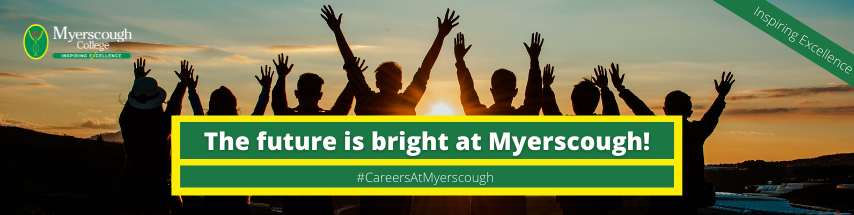 Myerscough
College
INSPIRING EXCELLENCE
Inspiring Excellence
The future is bright at Myerscough!
#CareersAtMyerscough